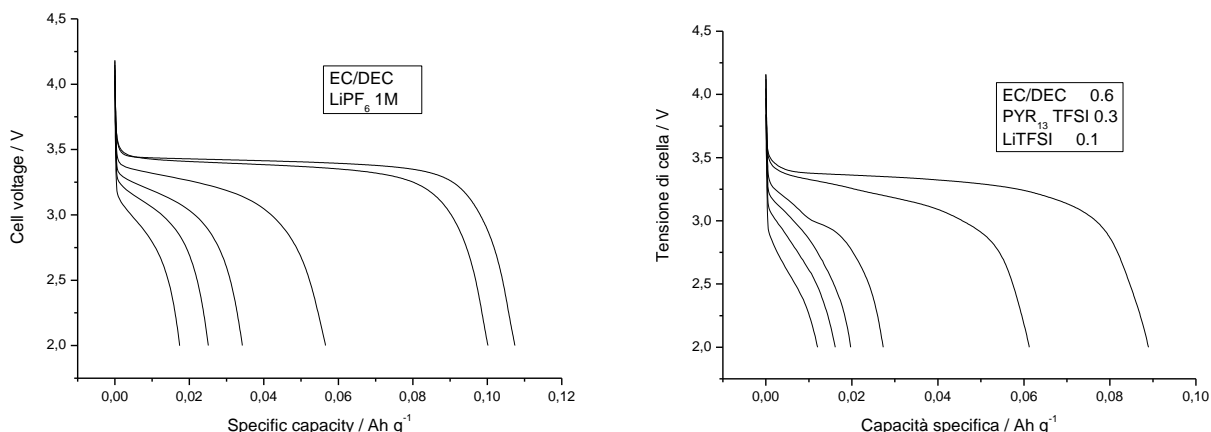 4,5
4,0
3,5
3,0
2,5
2,0
Cell voltage / V
EC/DEC
LiPF6 1M
0,00 0,02 0,04 0,06 0,08 0,10 0,12
Specific capacity / Ah g-1
4,5
4,0
3,5
3,0
2,5
2,0
Tensione di cella / V
EC/DEC 0.6
PYR13 TFSI 0.3
LiTFSI 0.1
0,00 0,02 0,04 0,06 0,08 0,10
Capacità specifica / Ah g-1